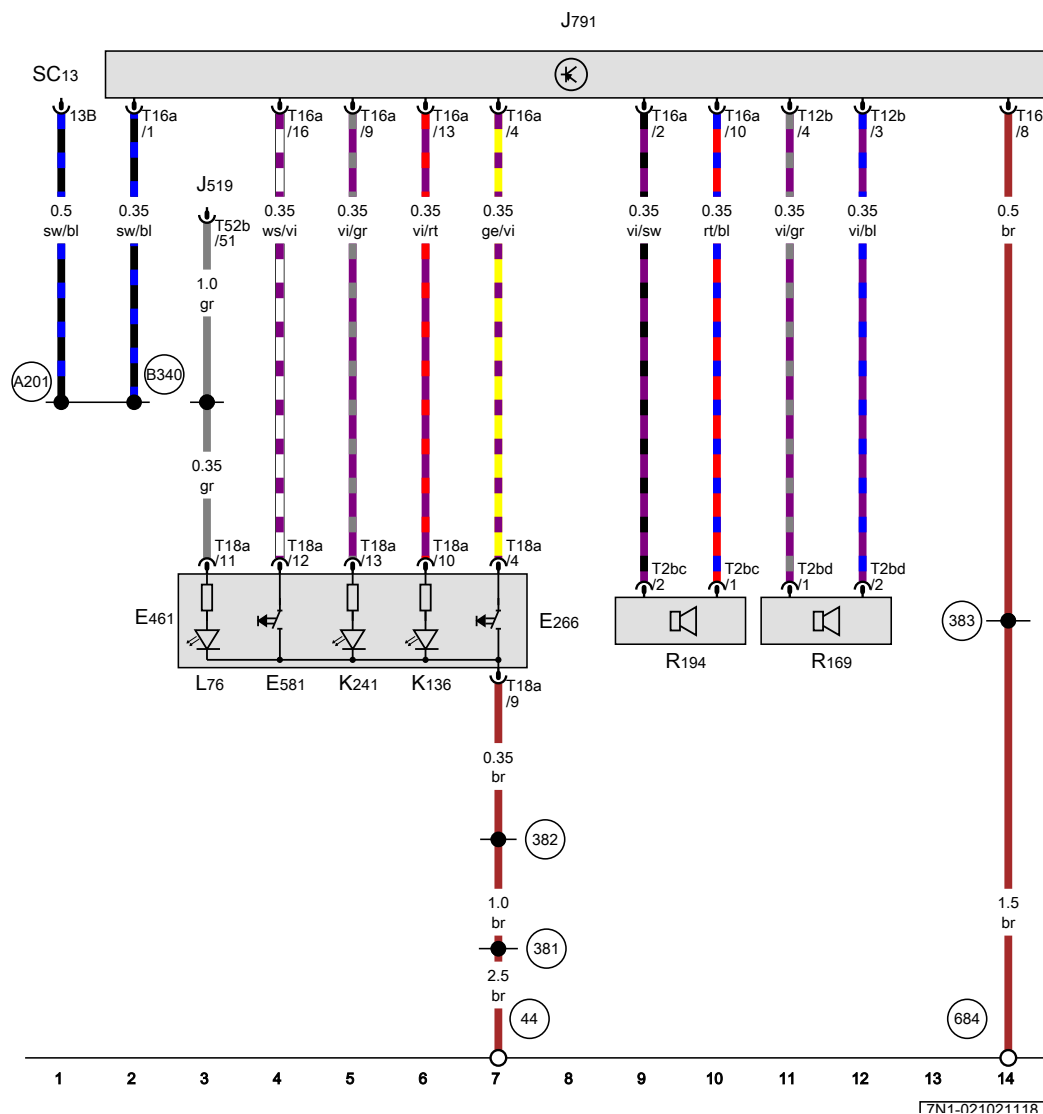 J791
SC13
13B
T16a
/1
T16a
/16
T16a
/9
T16a
/13
T16a
/4
T16a
/2
T16a
/10
T12b
/4
T12b
/3
T16
/8
J519
T52b
/51
0.5
sw/bl
0.35
sw/bl
0.35
ws/vi
0.35
vi/gr
0.35
vi/rt
0.35
ge/vi
0.35
vi/sw
0.35
rt/bl
0.35
vi/gr
0.35
vi/bl
0.5
br
1.0
gr
A201
B340
0.35
gr
T18a
/11
T18a
/12
T18a
/13
T18a
/10
T18a
/4
T2bc
/2
T2bc
/1
T2bd
/1
T2bd
/2
E461
E266
383
L76
E581
K241
K136
R194
R169
T18a
/9
0.35
br
382
1.0
br
381
1.5
br
2.5
br
44
684
1 2 3 4 5 6 7 8 9 10 11 12 13 14
7N1-021021118